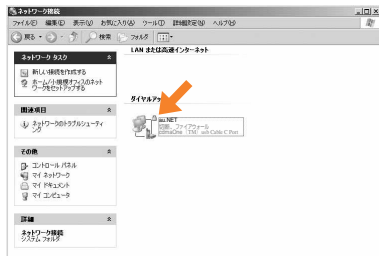 ネットワーク接続
ファイル(F) 編集(E) 表示(V) お気に入り(A) ツール(T) 詳細設定(N) ヘルプ(H)
戻る 検索 フォルダ
ネットワーク タスク
新しい接続を作成する
ホーム/小規模オフィスのネットワークをセットアップする
関連項目
ネットワークのトラブルシューティング
その他
コントロール パネル
マイ ネットワーク
マイ ドキュメント
マイ コンピュータ
詳細
ネットワーク接続
システム フォルダ
LAN または高速インターネット
ダイヤルアップ
au.NET
切断、ファイアウォール
cdmaOne (TM) usb Cable C Port